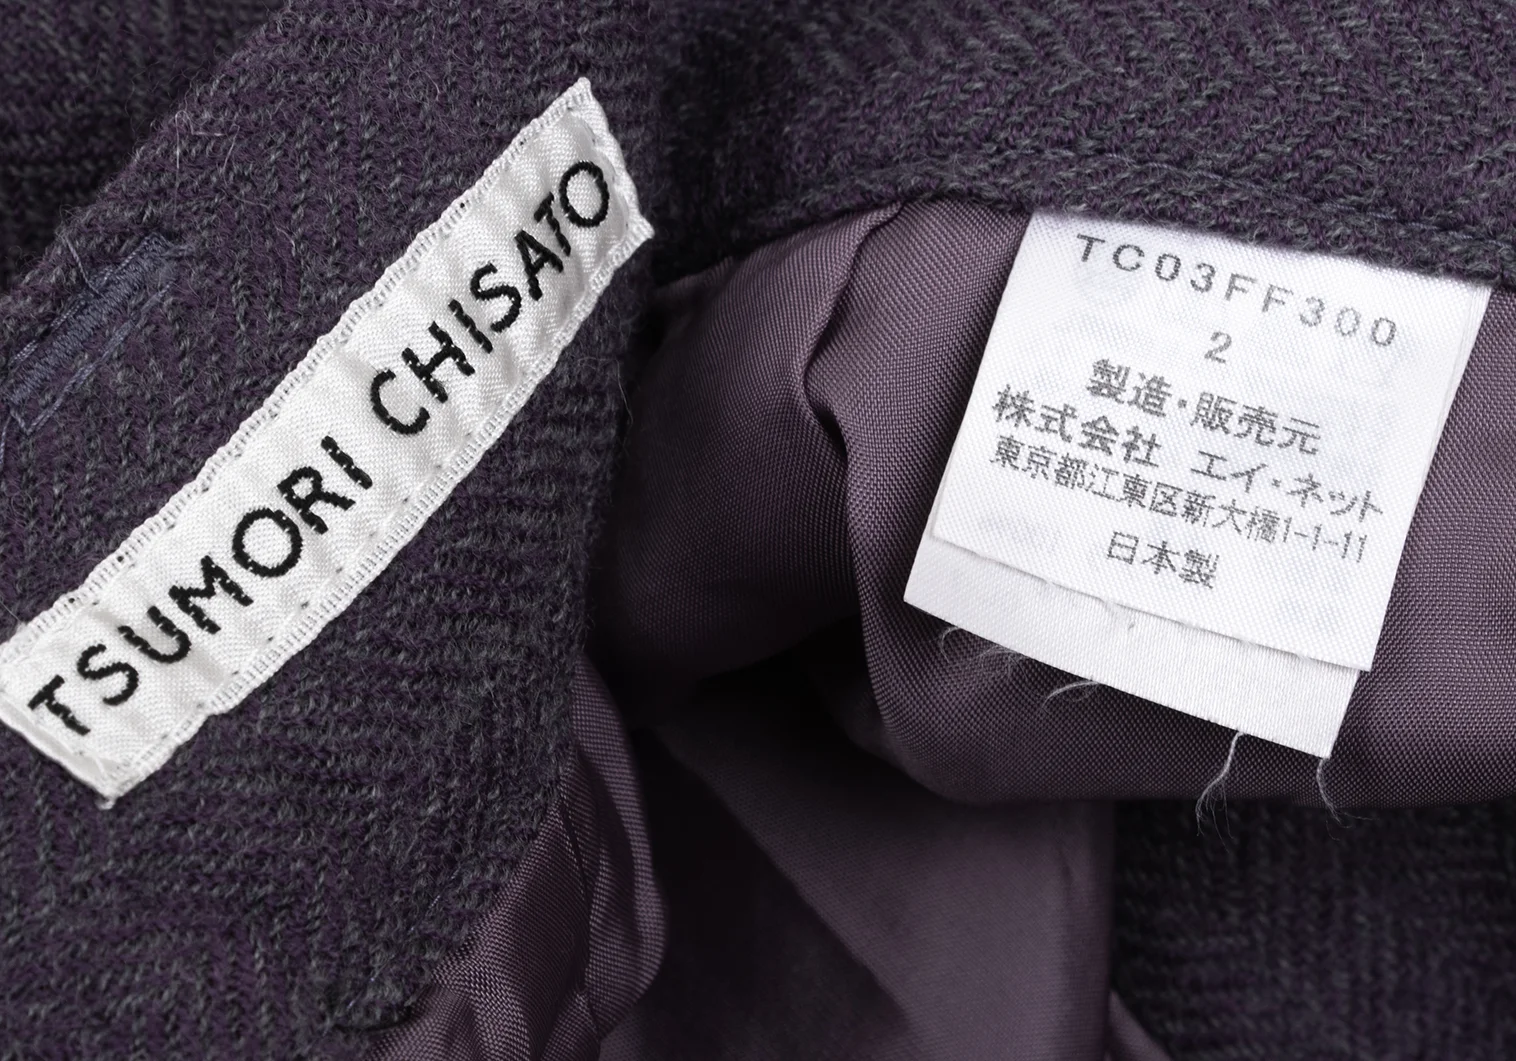 TSUMORI CHISATO
TC03FF300
2
製造・販売元
株式会社 エイ・ネット
東京都江東区新大橋1-1-11
日本製